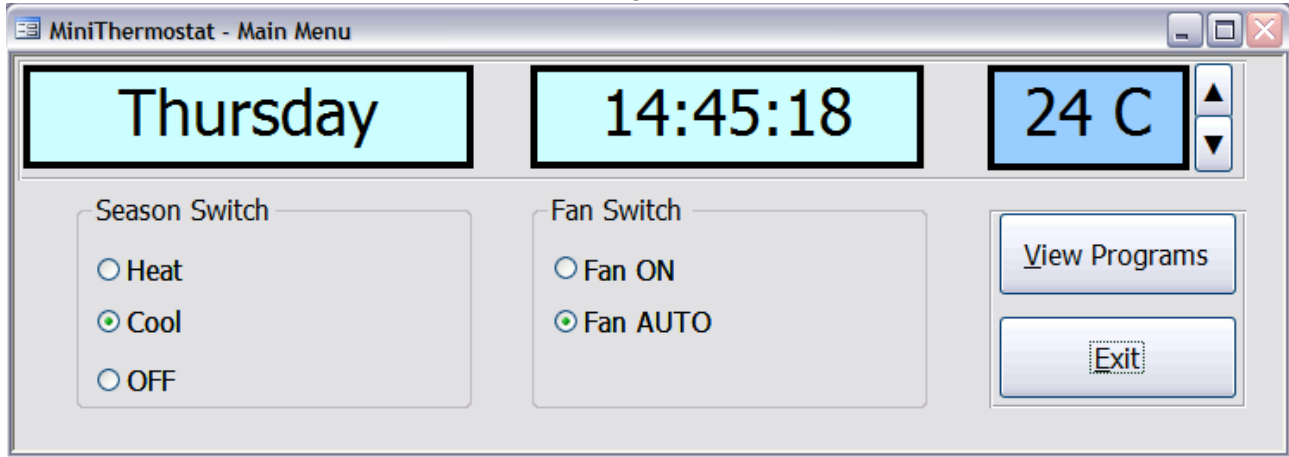 MiniThermostat - Main Menu
Thursday
14:45:18
24 C
▲
▼
Season Switch
Heat
Cool
OFF
Fan Switch
Fan ON
Fan AUTO
View Programs
Exit